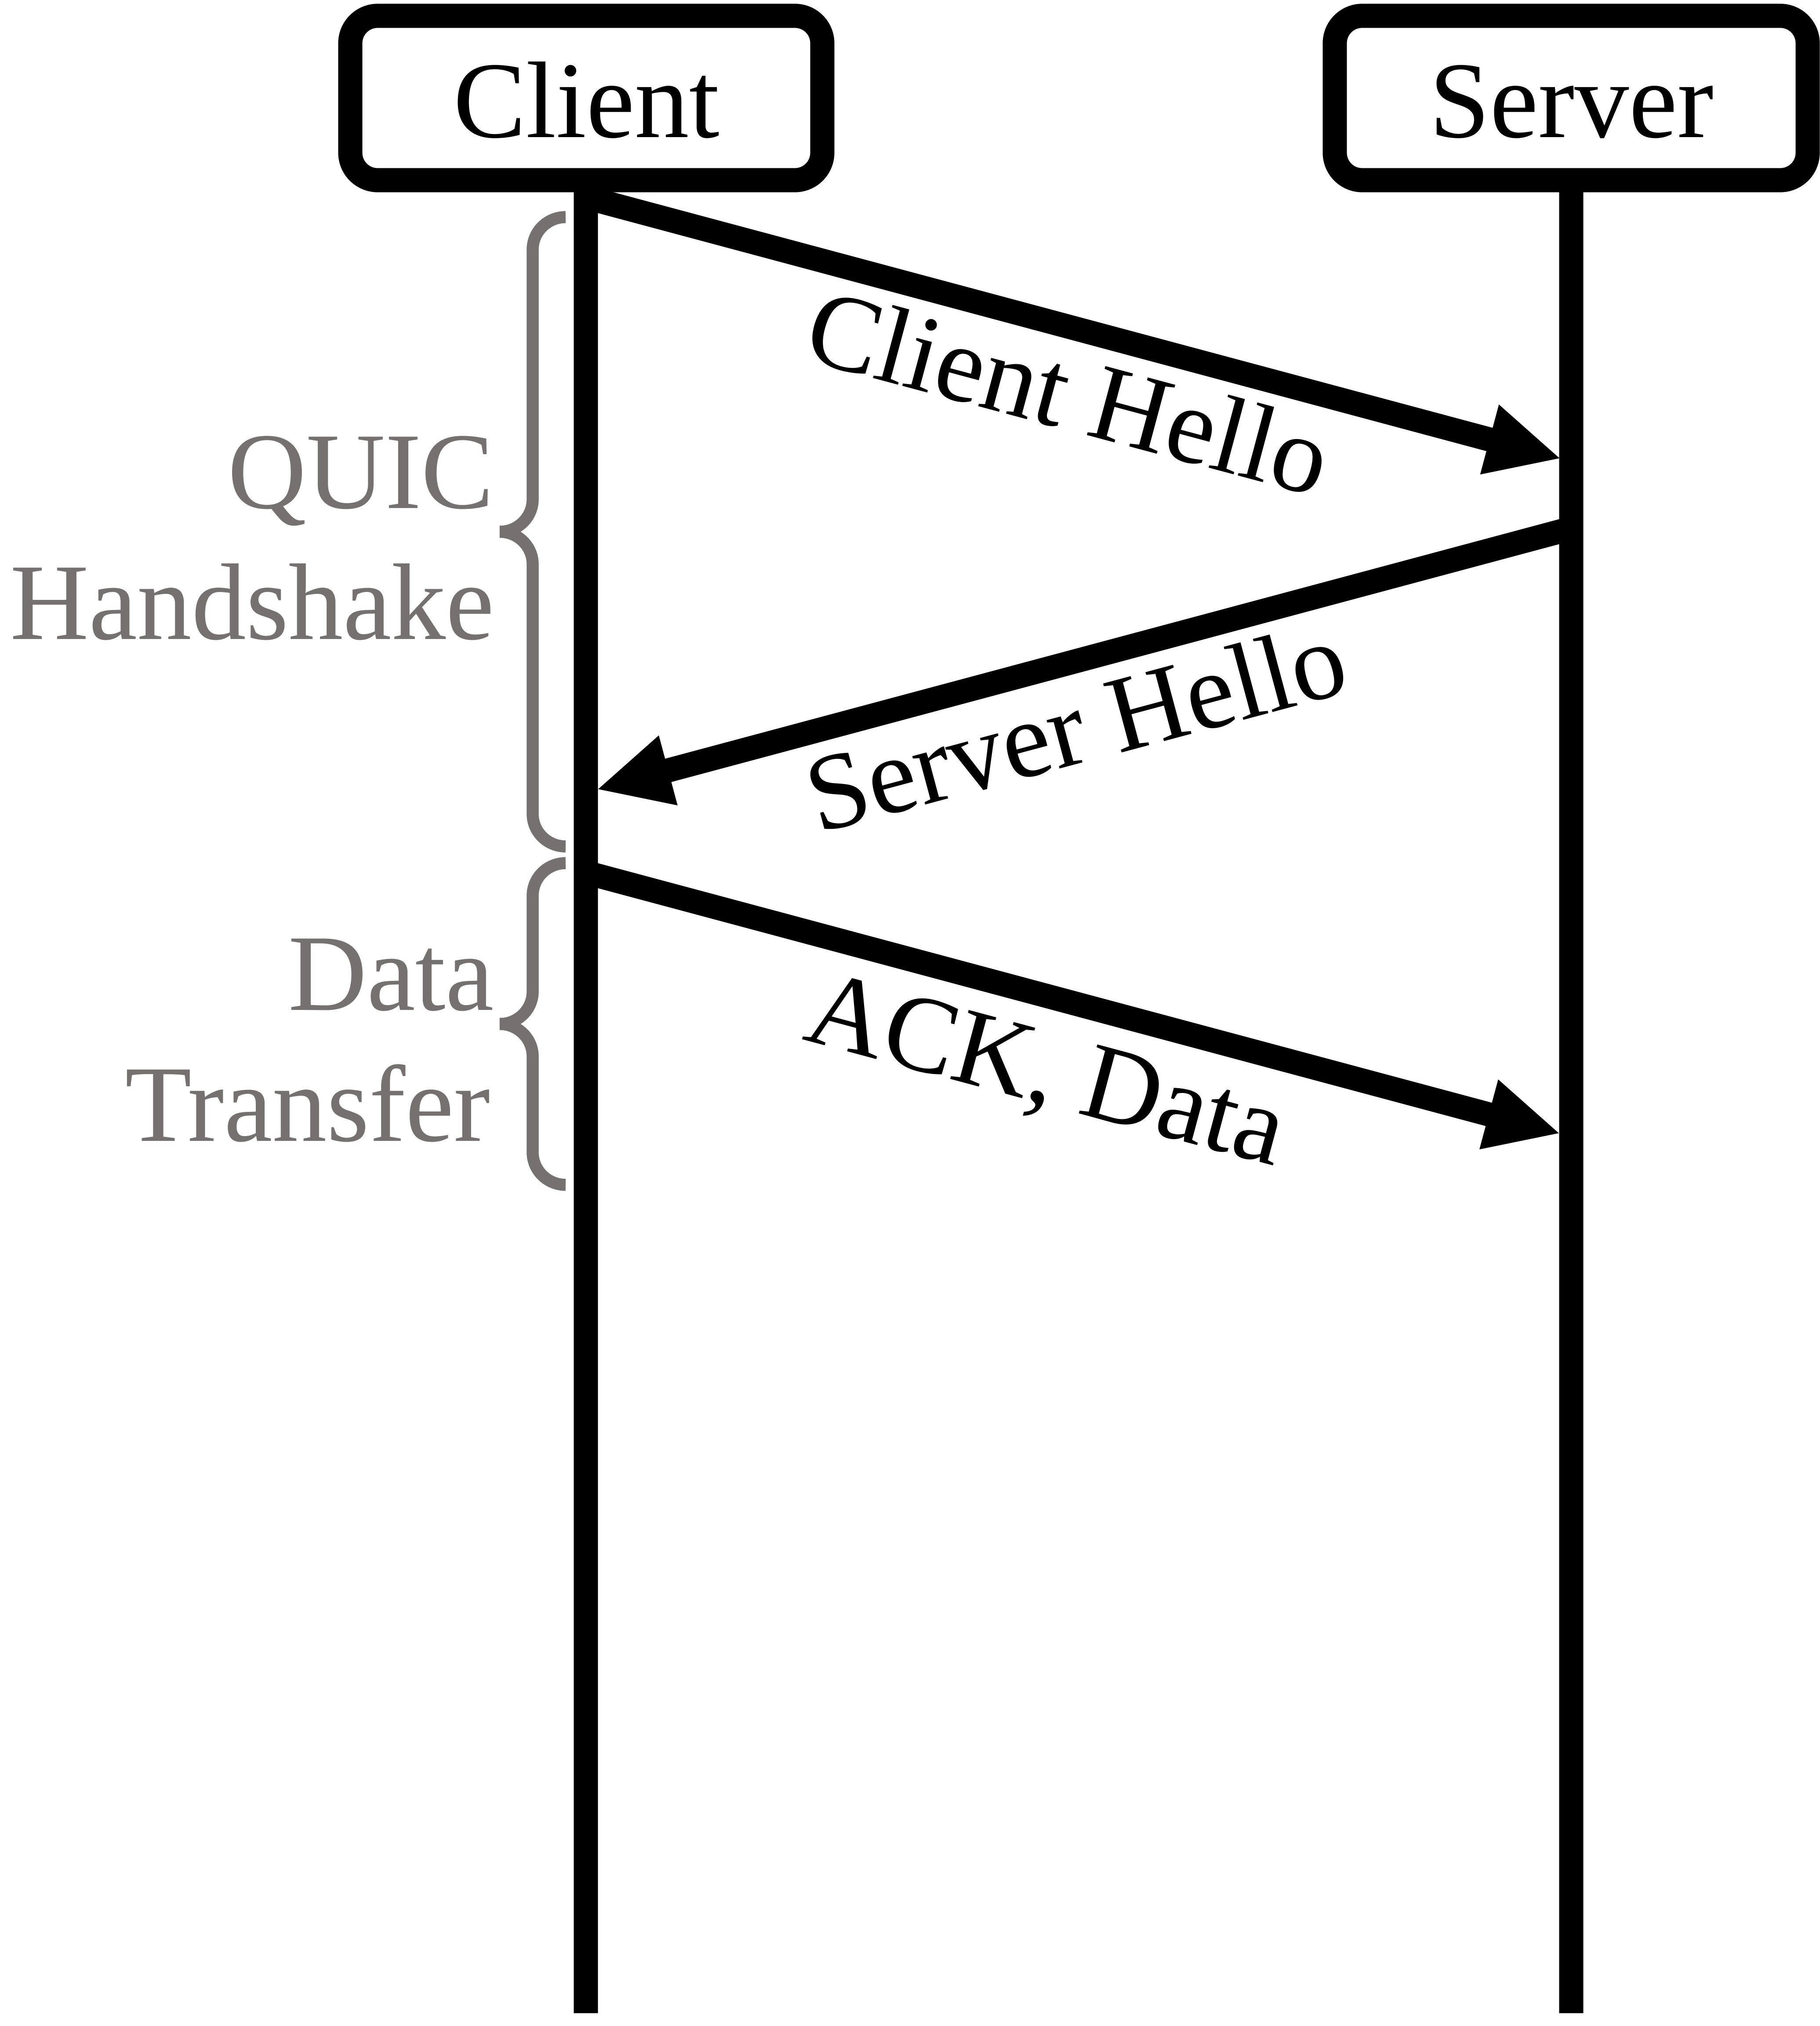 Client
Server
Client Hello
QUIC
Handshake
Server Hello
Data
Transfer
ACK, Data